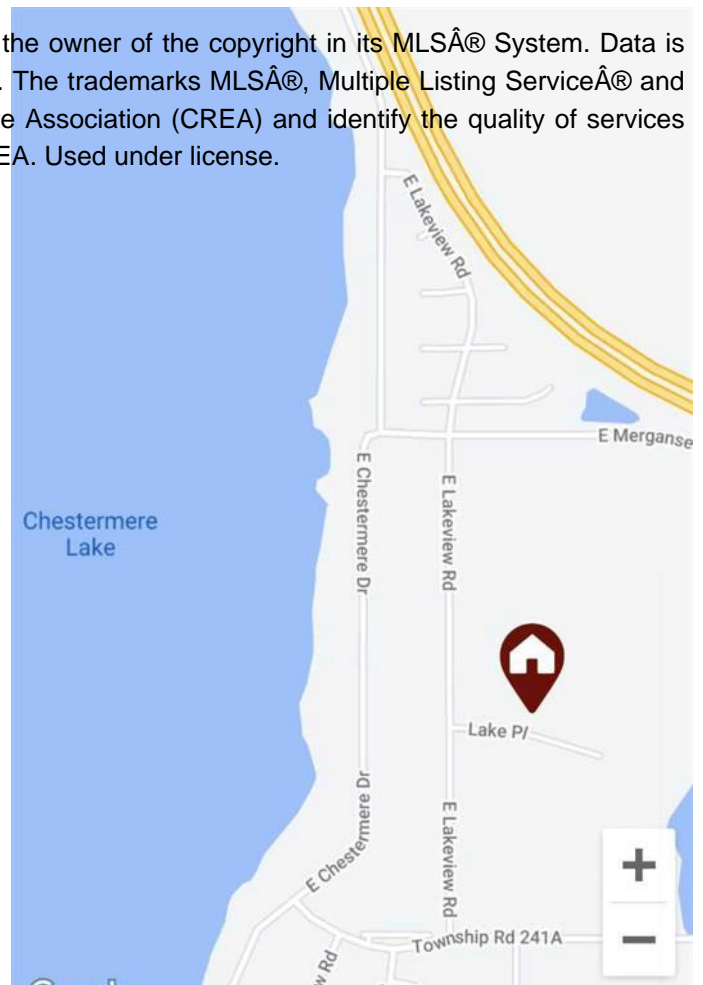 the owner of the copyright in its MLSÂ® System. Data is
. The trademarks MLSÂ®, Multiple Listing ServiceÂ® and
e Association (CREA) and identify the quality of services
EA. Used under license.
E Lakeview Rd
E Merganse
E Chestermere Dr
E Lakeview Rd
Chestermere
Lake
Lake Pl
E Chestermere Dr
E Lakeview Rd
+
Township Rd 241A
−
Rd